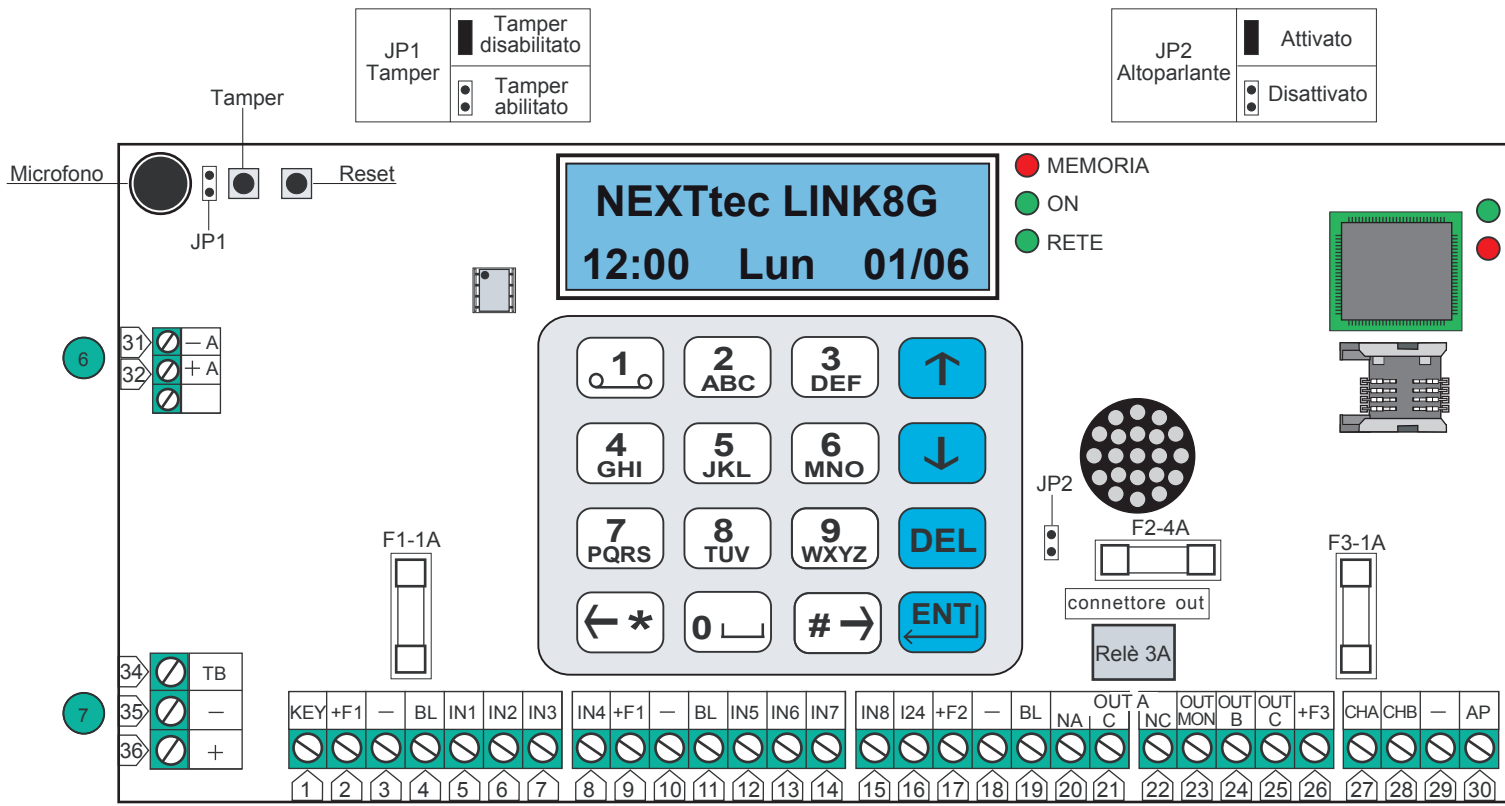 JP1
Tamper
Tamper
disabilitato
Tamper
abilitato
JP2
Altoparlante
Attivato
Disattivato
Tamper
Microfono
Reset
JP1
NEXTtec LINK8G
12:00 Lun 01/06
MEMORIA
ON
RETE
6
31 — A
32 + A
1
2 ABC
3 DEF
↑
4 GHI
5 JKL
6 MNO
↓
7 PQRS
8 TUV
9 WXYZ
DEL
← *
0
# →
ENT
JP2
F1-1A
F2-4A
F3-1A
connettore out
Relè 3A
7
34 TB
35 —
36 +
KEY +F1 — BL IN1 IN2 IN3
IN4 +F1 — BL IN5 IN6 IN7
IN8 I24 +F2 — BL NA OUT A C NC OUT MON OUT B OUT C +F3
CHA CHB — AP
1 2 3 4 5 6 7 8 9 10 11 12 13 14 15 16 17 18 19 20 21 22 23 24 25 26 27 28 29 30